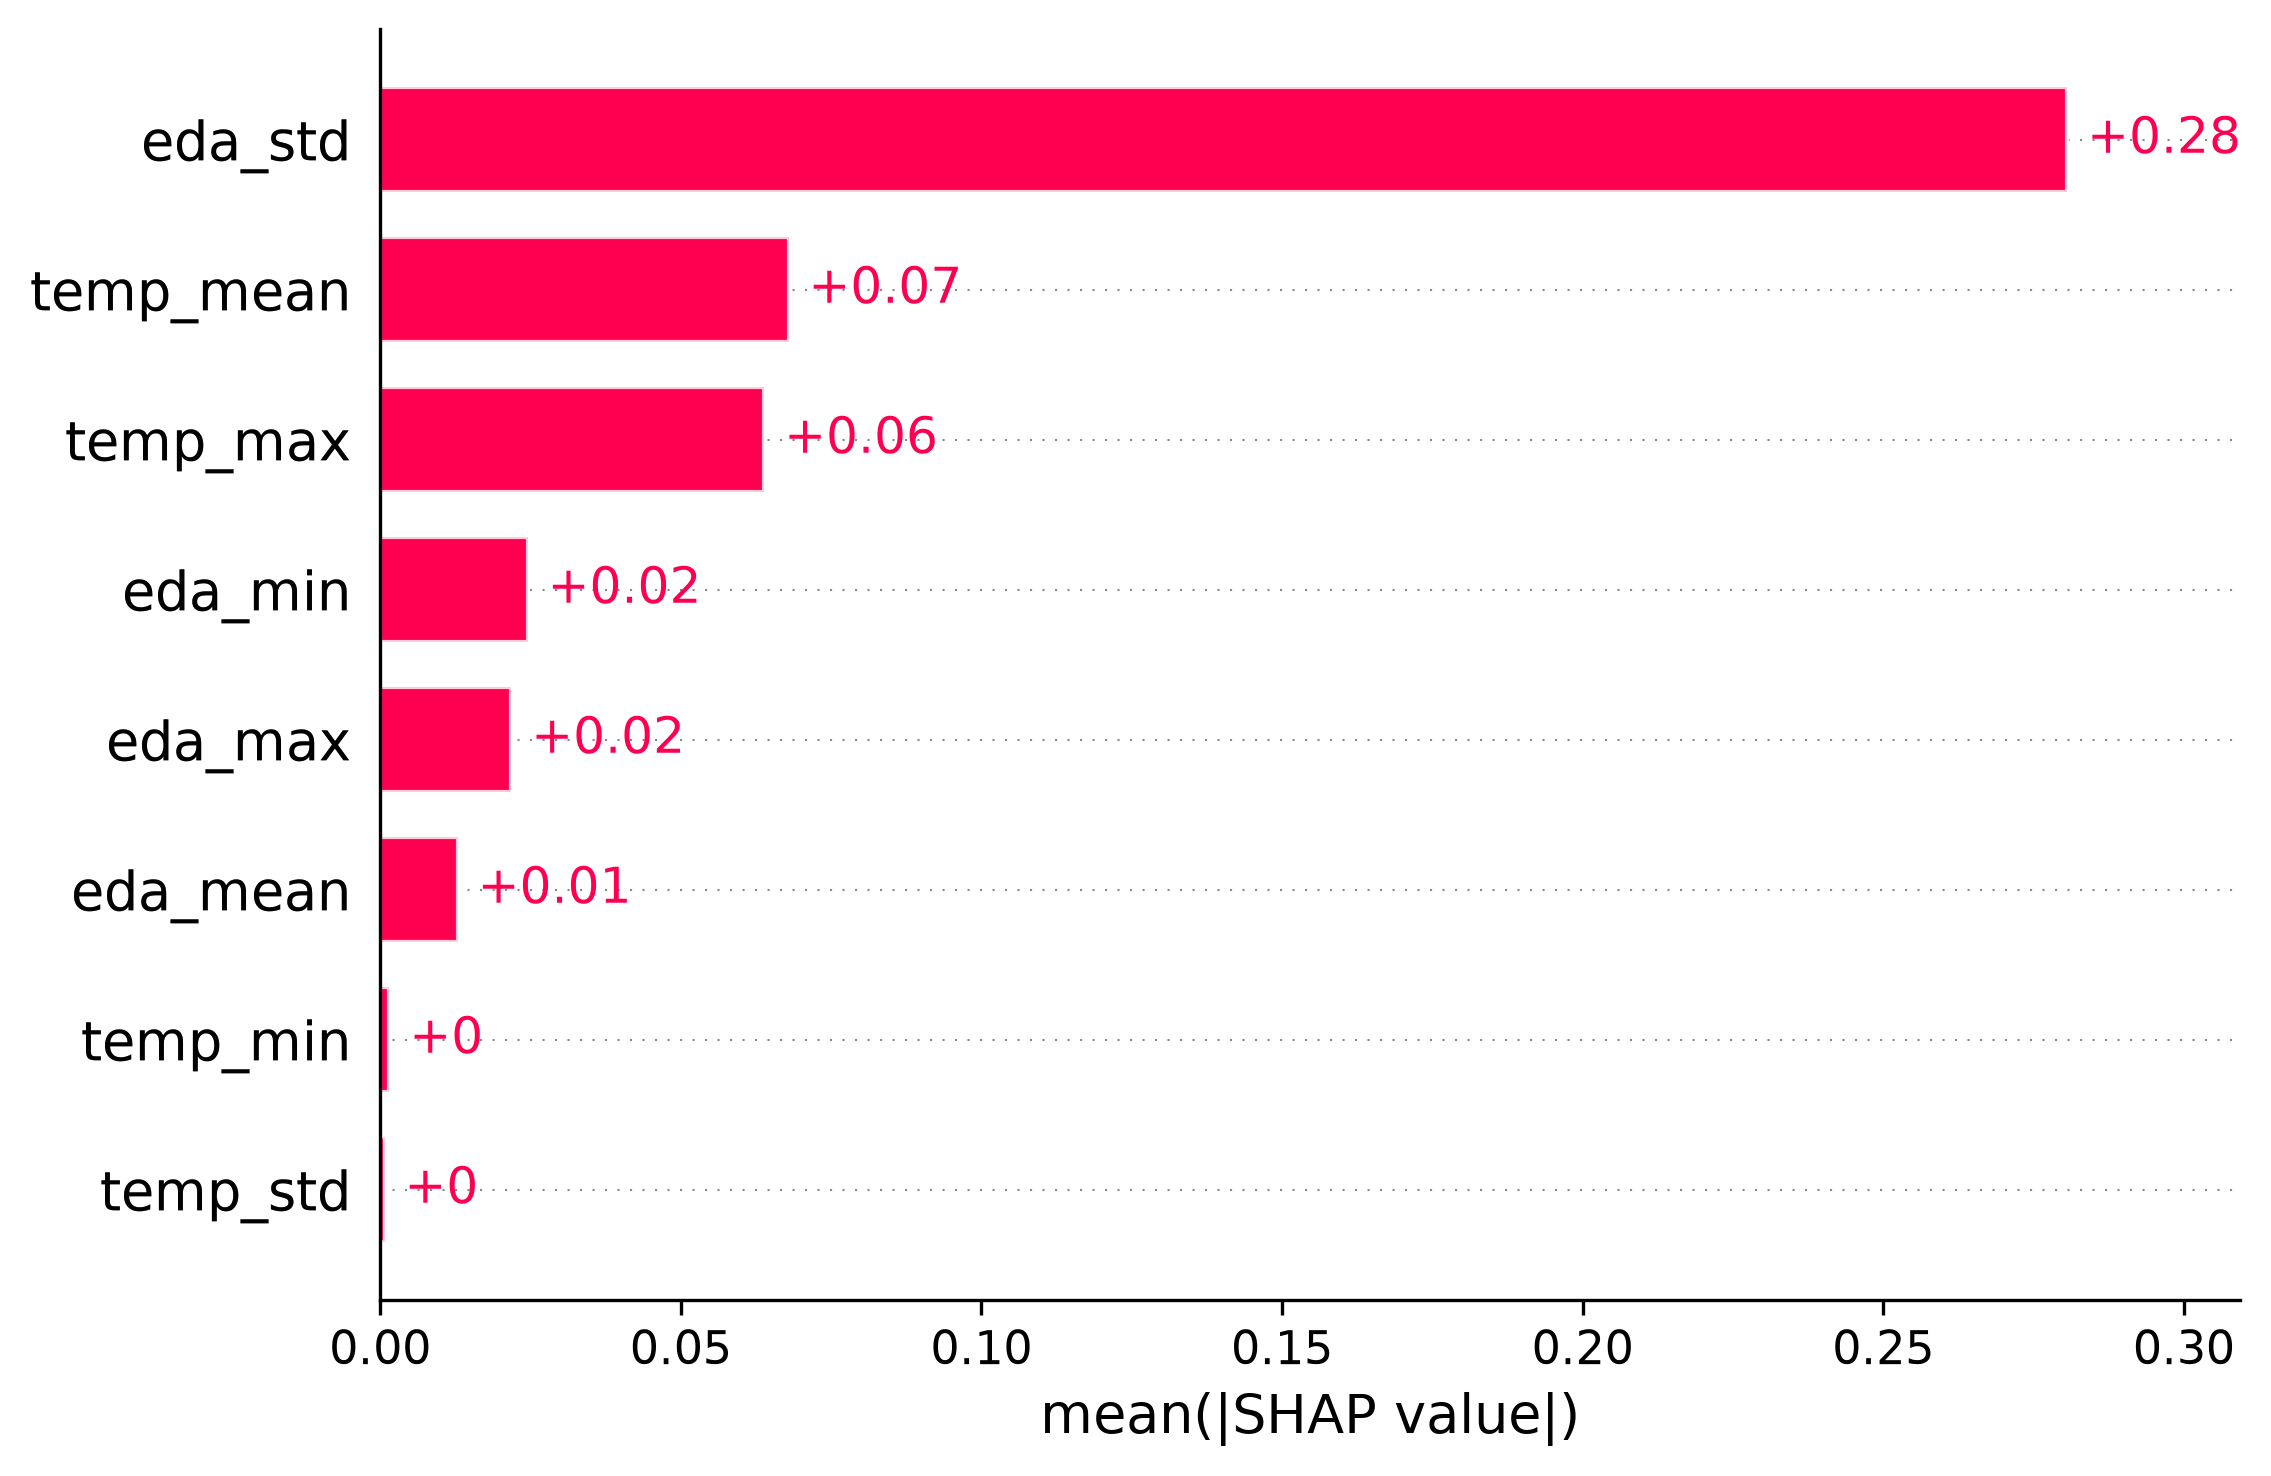 eda_std +0.28
temp_mean +0.07
temp_max +0.06
eda_min +0.02
eda_max +0.02
eda_mean +0.01
temp_min +0
temp_std +0
0.00 0.05 0.10 0.15 0.20 0.25 0.30
mean(|SHAP value|)